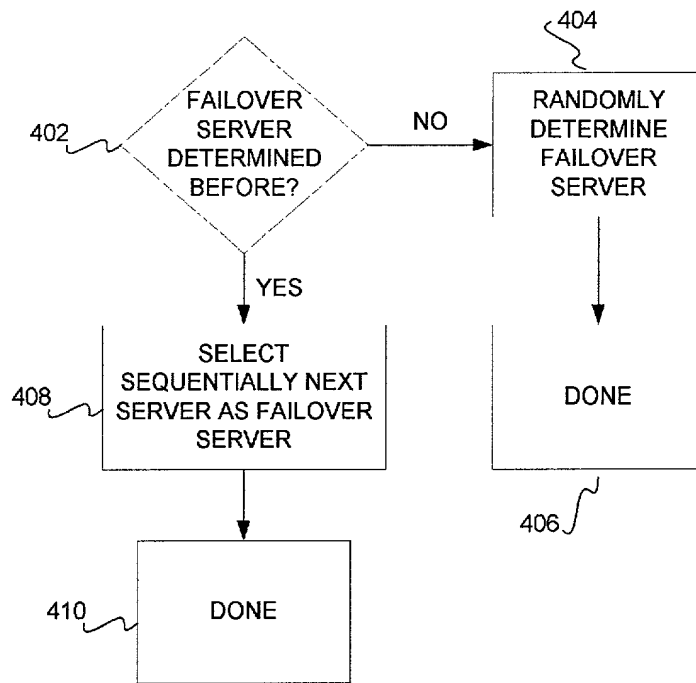 404
FAILOVER
SERVER
DETERMINED
BEFORE?
402
NO
RANDOMLY
DETERMINE
FAILOVER
SERVER
YES
SELECT
SEQUENTIALLY NEXT
SERVER AS FAILOVER
SERVER
408
DONE
406
DONE
410